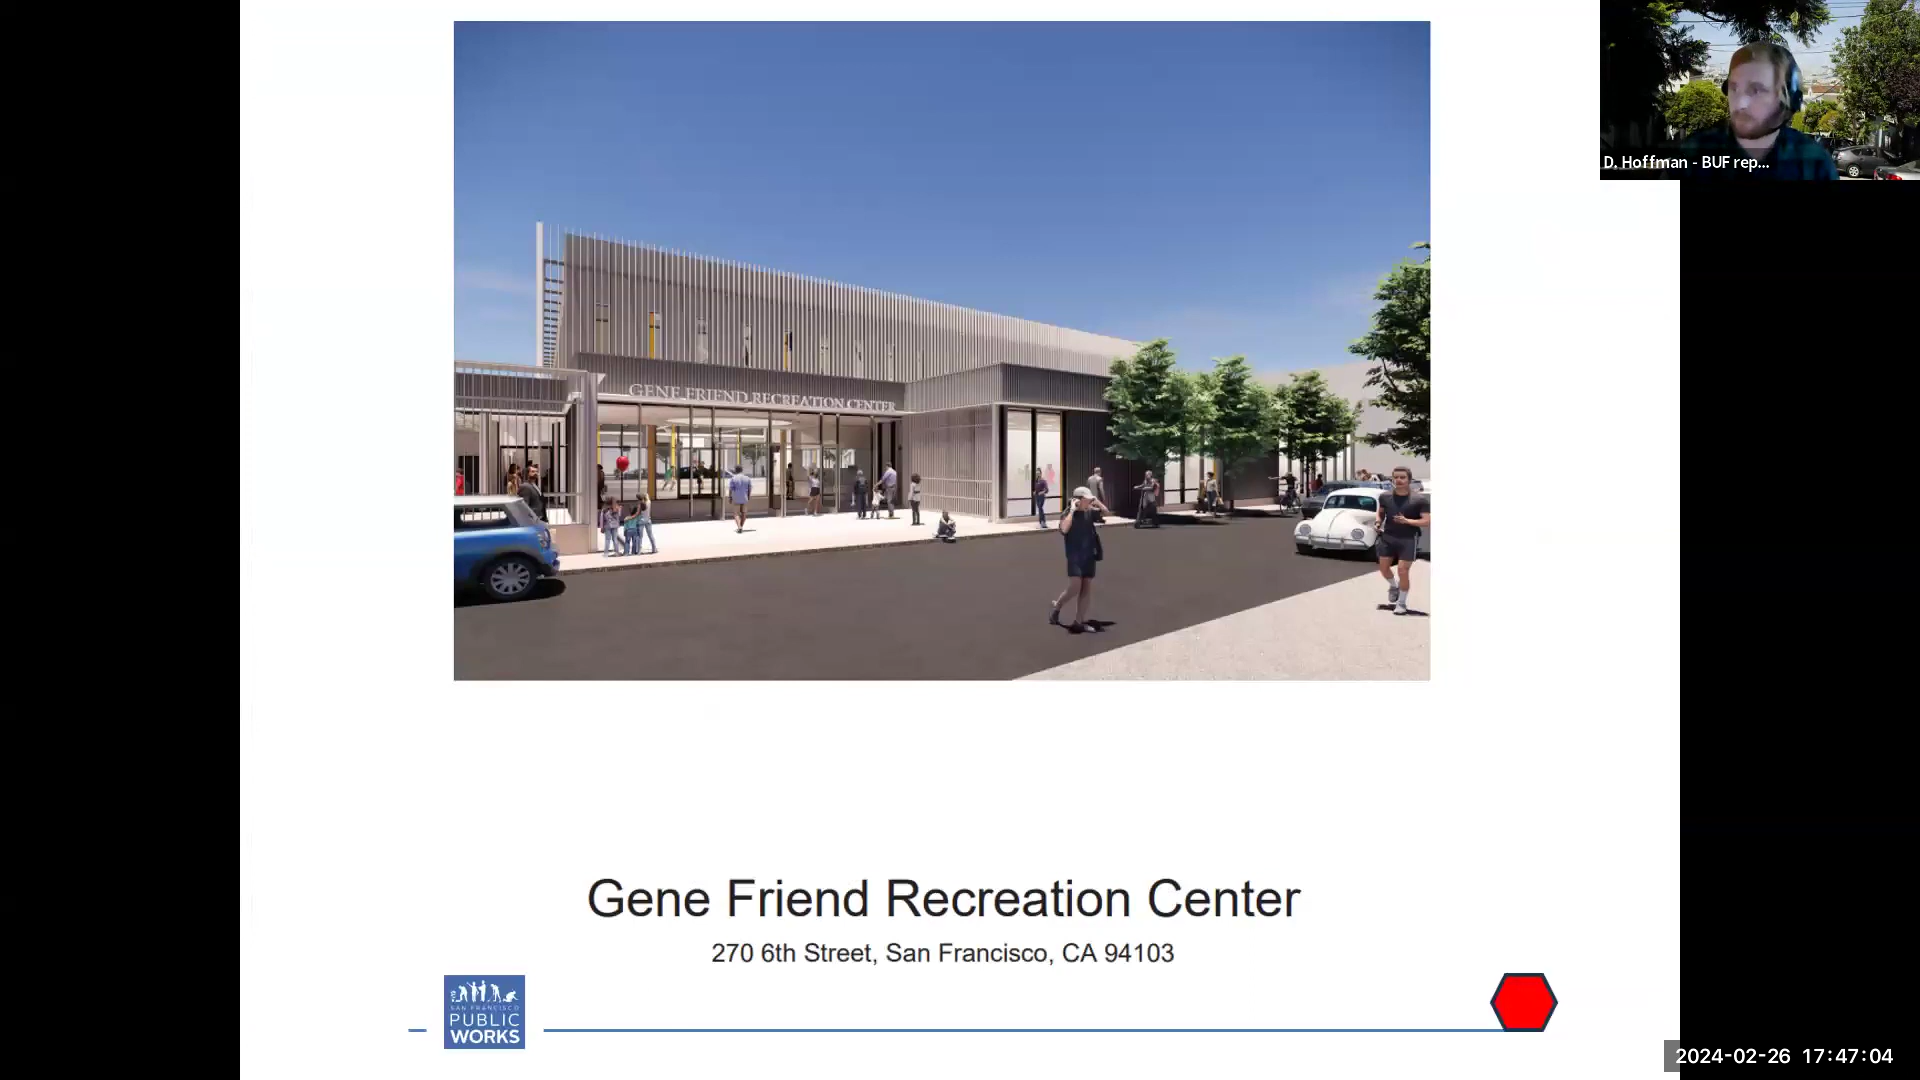 D. Hoffman - BUF rep...
GENE FRIEND RECREATION CENTER
Gene Friend Recreation Center
270 6th Street, San Francisco, CA 94103
SAN FRANCISCO
PUBLIC
WORKS
2024-02-26 17:47:04